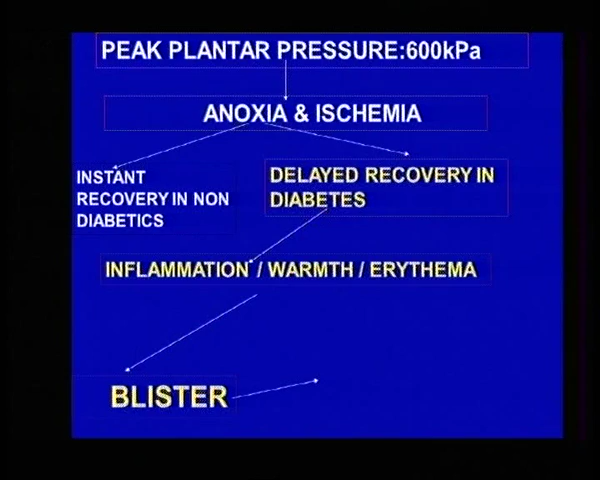 PEAK PLANTAR PRESSURE:600kPa
ANOXIA & ISCHEMIA
INSTANT
RECOVERY IN NON
DIABETICS
DELAYED RECOVERY IN
DIABETES
INFLAMMATION / WARMTH / ERYTHEMA
BLISTER